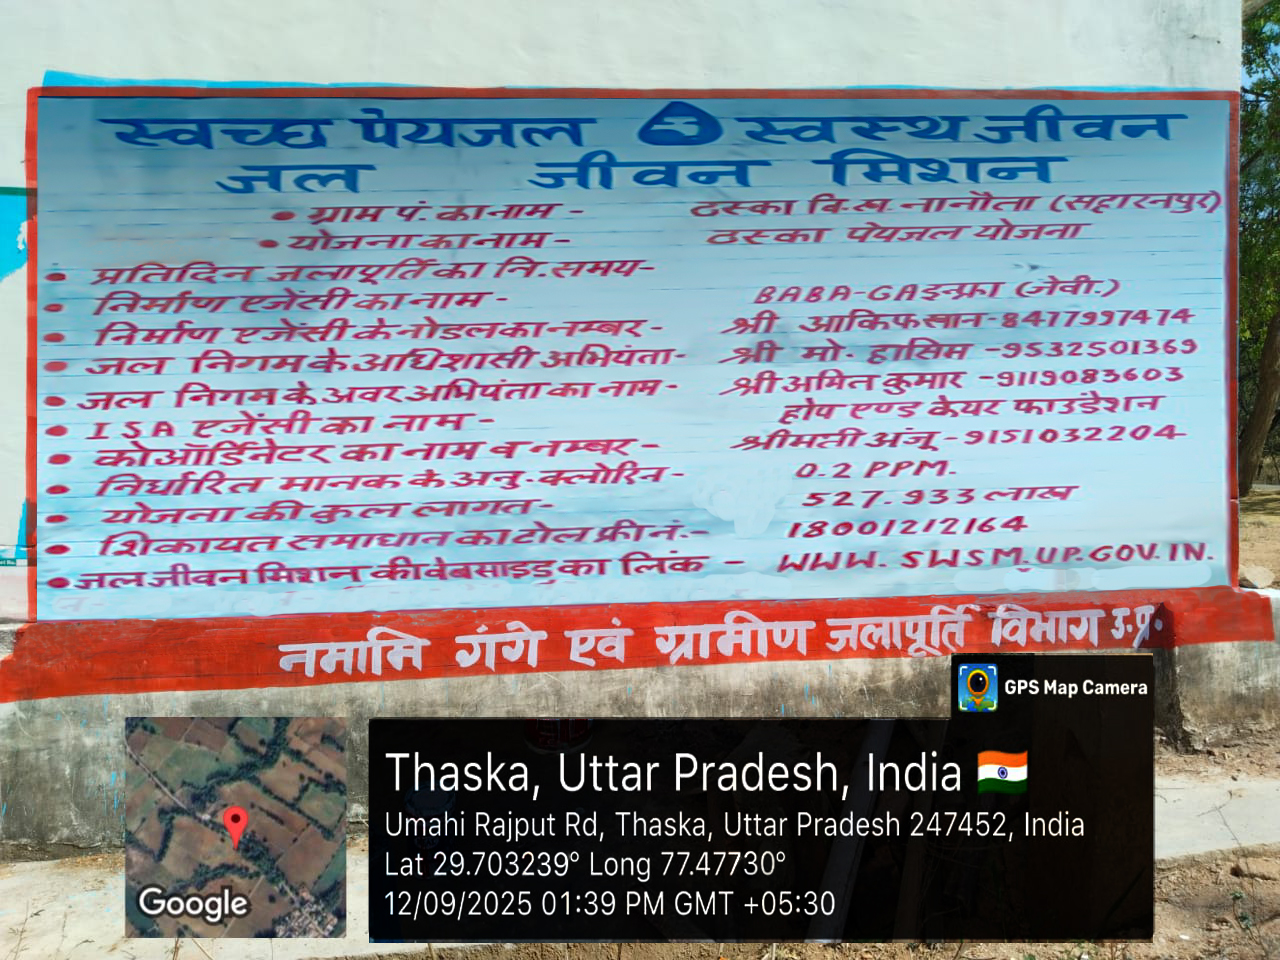 स्वच्छ पेयजल स्वस्थ जीवन
जल जीवन मिशन
• ग्राम पं. का नाम - ठस्का वि.ख. नानौता (सहारनपुर)
• योजना का नाम - ठस्का पेयजल योजना
• प्रतिदिन जलापूर्ति का नि. समय-
• निर्माण एजेंसी का नाम - BABA-GA इन्फ्रा (जेवी.)
• निर्माण एजेंसी के नोडल का नम्बर - श्री आकिफ खान-8477997474
• जल निगम के अधिशासी अभियंता- श्री मो. हासिम -9532501369
• जल निगम के अवर अभियंता का नाम- श्री अमित कुमार -9119083603
• ISA एजेंसी का नाम - होप एण्ड केयर फाउंडेशन
• कोऑर्डिनेटर का नाम व नम्बर- श्रीमती अंजू-9151032204
• निर्धारित मानक के अनु. क्लोरिन- 0.2 PPM.
• योजना की कुल लागत- 527.933 लाख
• शिकायत समाधान का टोल फ्री नं.- 18001212164
• जल जीवन मिशन की वेबसाइड का लिंक - WWW.SWSM.UP.GOV.IN.
नमामि गंगे एवं ग्रामीण जलापूर्ति विभाग उ.प्र.
GPS Map Camera
Thaska, Uttar Pradesh, India
Umahi Rajput Rd, Thaska, Uttar Pradesh 247452, India
Lat 29.703239° Long 77.47730°
12/09/2025 01:39 PM GMT +05:30
Google